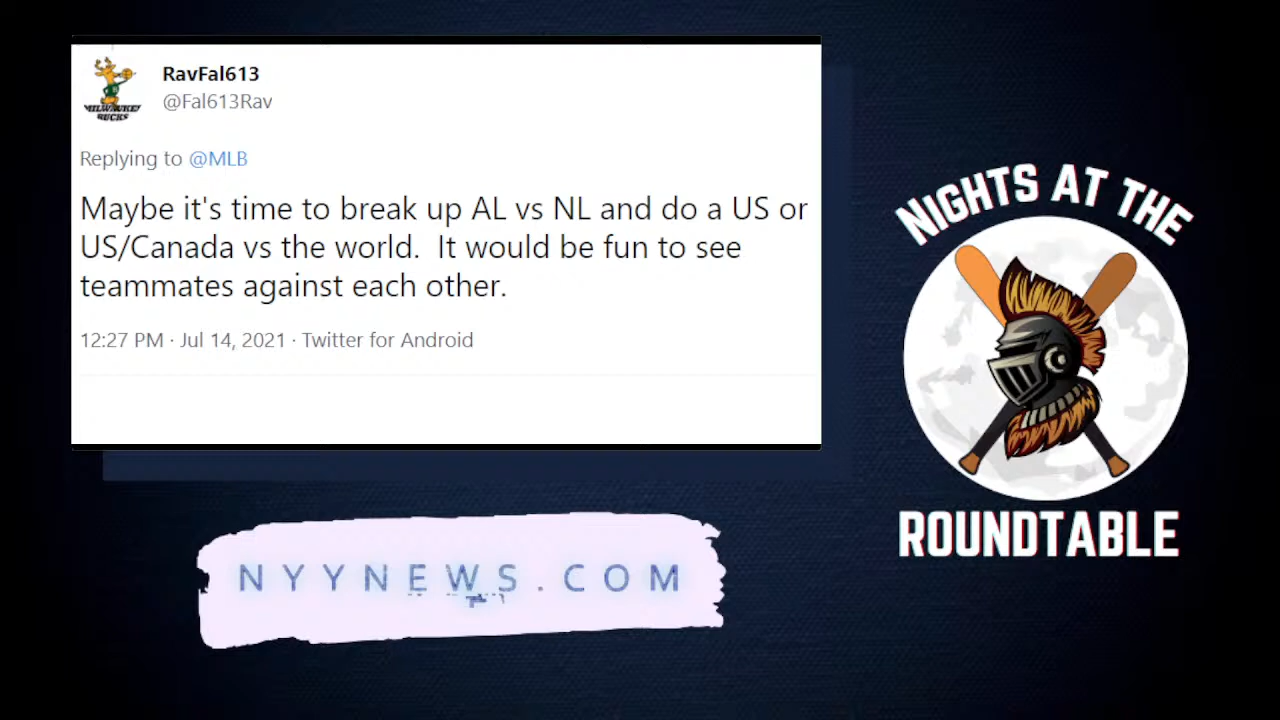 RavFal613
@Fal613Rav
MILWAUKEE
BUCKS
Replying to @MLB
Maybe it's time to break up AL vs NL and do a US or
US/Canada vs the world.  It would be fun to see
teammates against each other.
12:27 PM · Jul 14, 2021 · Twitter for Android
NIGHTS AT THE
ROUNDTABLE
NYYNEWS.COM